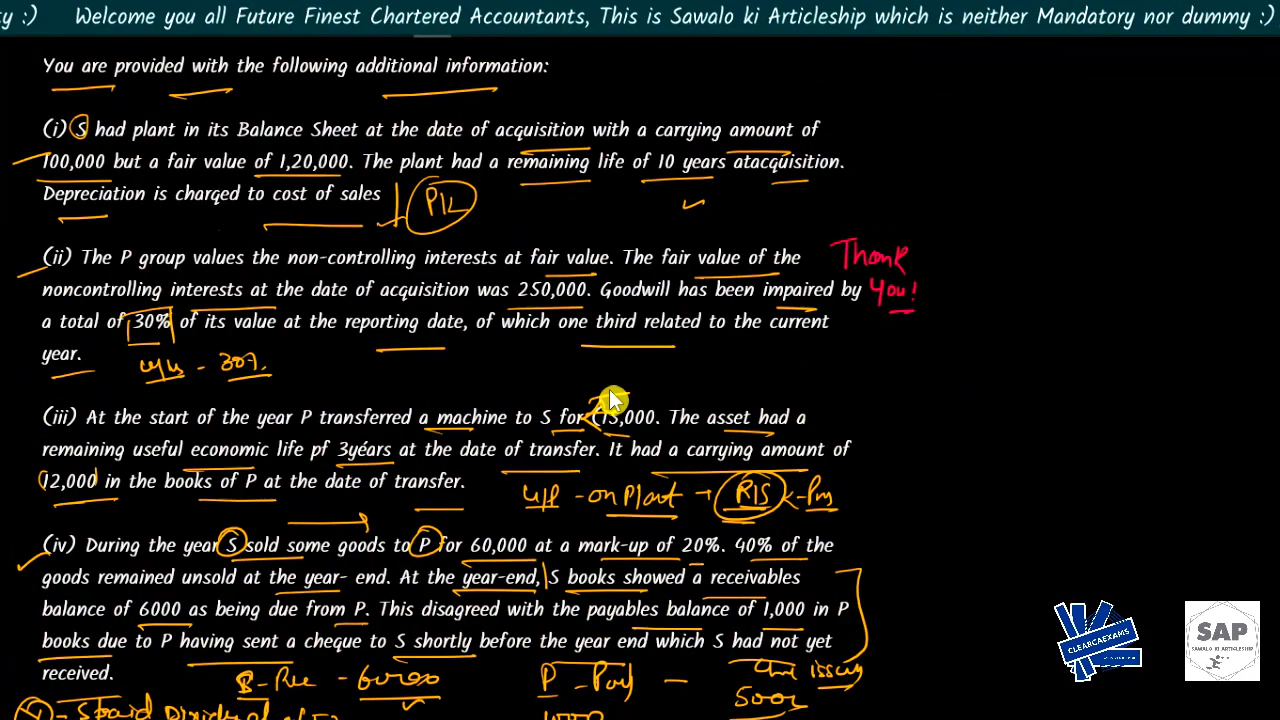 y :) Welcome you all Future Finest Chartered Accountants, This is Sawalo ki Articleship which is neither Mandatory nor dummy :)
You are provided with the following additional information:
(i) S had plant in its Balance Sheet at the date of acquisition with a carrying amount of
100,000 but a fair value of 1,20,000. The plant had a remaining life of 10 years atacquisition.
Depreciation is charged to cost of sales
P/L
(ii) The P group values the non-controlling interests at fair value. The fair value of the
noncontrolling interests at the date of acquisition was 250,000. Goodwill has been impaired by
a total of 30% of its value at the reporting date, of which one third related to the current
year.
Thank
You!
- 30%.
(iii) At the start of the year P transferred a machine to S for 15,000. The asset had a
remaining useful economic life pf 3years at the date of transfer. It had a carrying amount of
12,000 in the books of P at the date of transfer.
U/P - on Plant → R/S
(iv) During the year S sold some goods to P for 60,000 at a mark-up of 20%. 40% of the
goods remained unsold at the year- end. At the year-end, S books showed a receivables
balance of 6000 as being due from P. This disagreed with the payables balance of 1,000 in P
books due to P having sent a cheque to S shortly before the year end which S had not yet
received.
- Rec - 6000
P - Pay -
5000
- S paid Dividend
CLEARCAEXAMS
SAP
SAWALO KI ARTICLESHIP